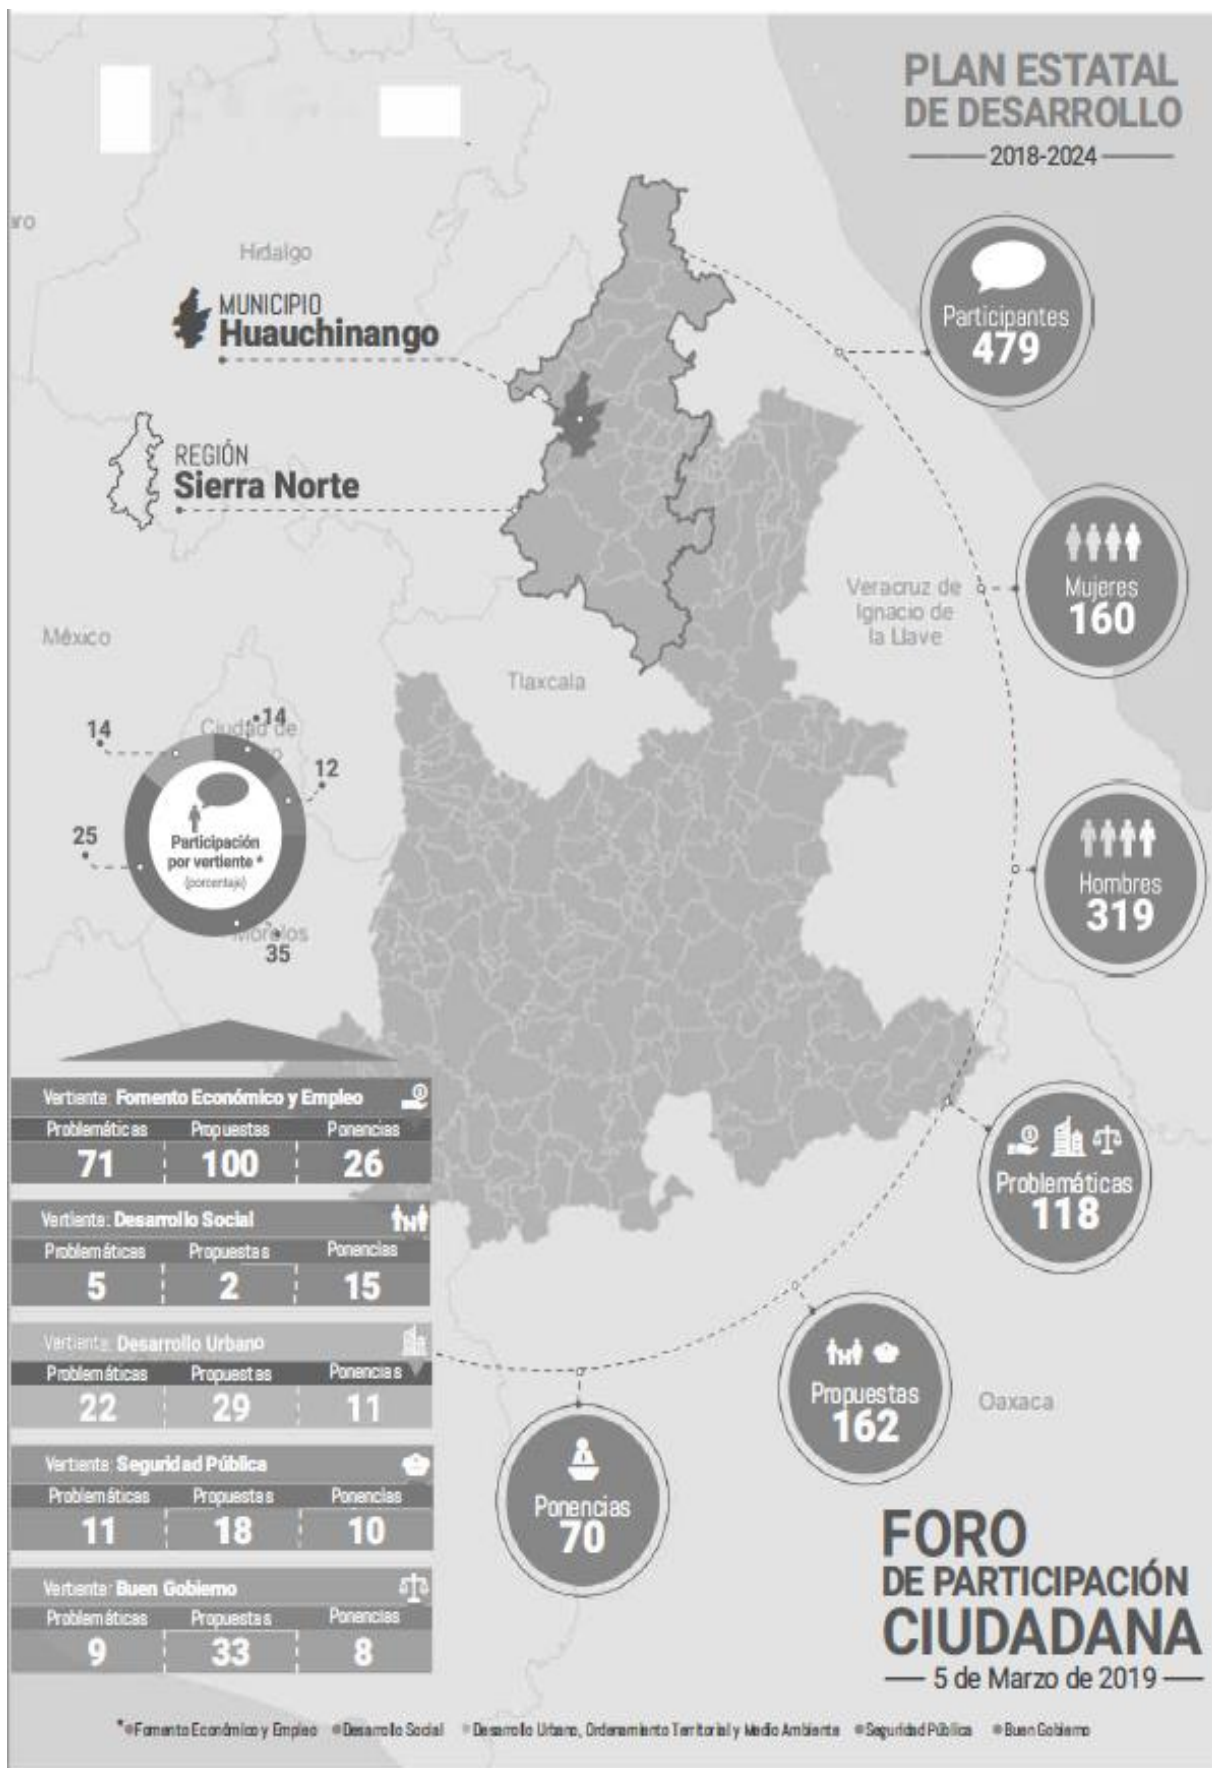 PLAN ESTATAL
DE DESARROLLO
2018-2024
Hidalgo
MUNICIPIO
Huauchinango
REGIÓN
Sierra Norte
Participantes
479
Mujeres
160
Veracruz de
Ignacio de
la Llave
México
Tlaxcala
Ciudad de
14
14
12
25
35
Participación
por vertiente *
(porcentaje)
Morelos
Hombres
319
Vertiente: Fomento Económico y Empleo
Problemáticas Propuestas Ponencias
71 100 26
Vertiente: Desarrollo Social
Problemáticas Propuestas Ponencias
5 2 15
Vertiente: Desarrollo Urbano
Problemáticas Propuestas Ponencias
22 29 11
Vertiente: Seguridad Pública
Problemáticas Propuestas Ponencias
11 18 10
Vertiente: Buen Gobierno
Problemáticas Propuestas Ponencias
9 33 8
Problemáticas
118
Propuestas
162
Oaxaca
Ponencias
70
FORO
DE PARTICIPACIÓN
CIUDADANA
5 de Marzo de 2019
*Fomento Económico y Empleo Desarrollo Social Desarrollo Urbano, Ordenamiento Territorial y Medio Ambiente Seguridad Pública Buen Gobierno